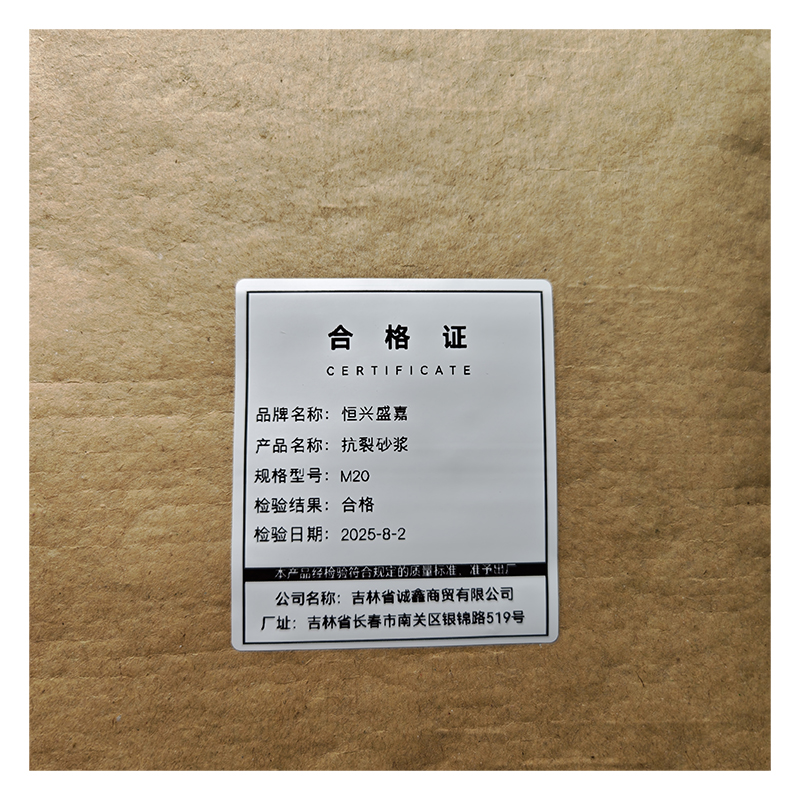 合格证
CERTIFICATE
品牌名称：恒兴盛嘉
产品名称：抗裂砂浆
规格型号：M20
检验结果：合格
检验日期：2025-8-2
本产品经检验符合规定的质量标准，准予出厂
公司名称：吉林省诚鑫商贸有限公司
厂址：吉林省长春市南关区银锦路519号